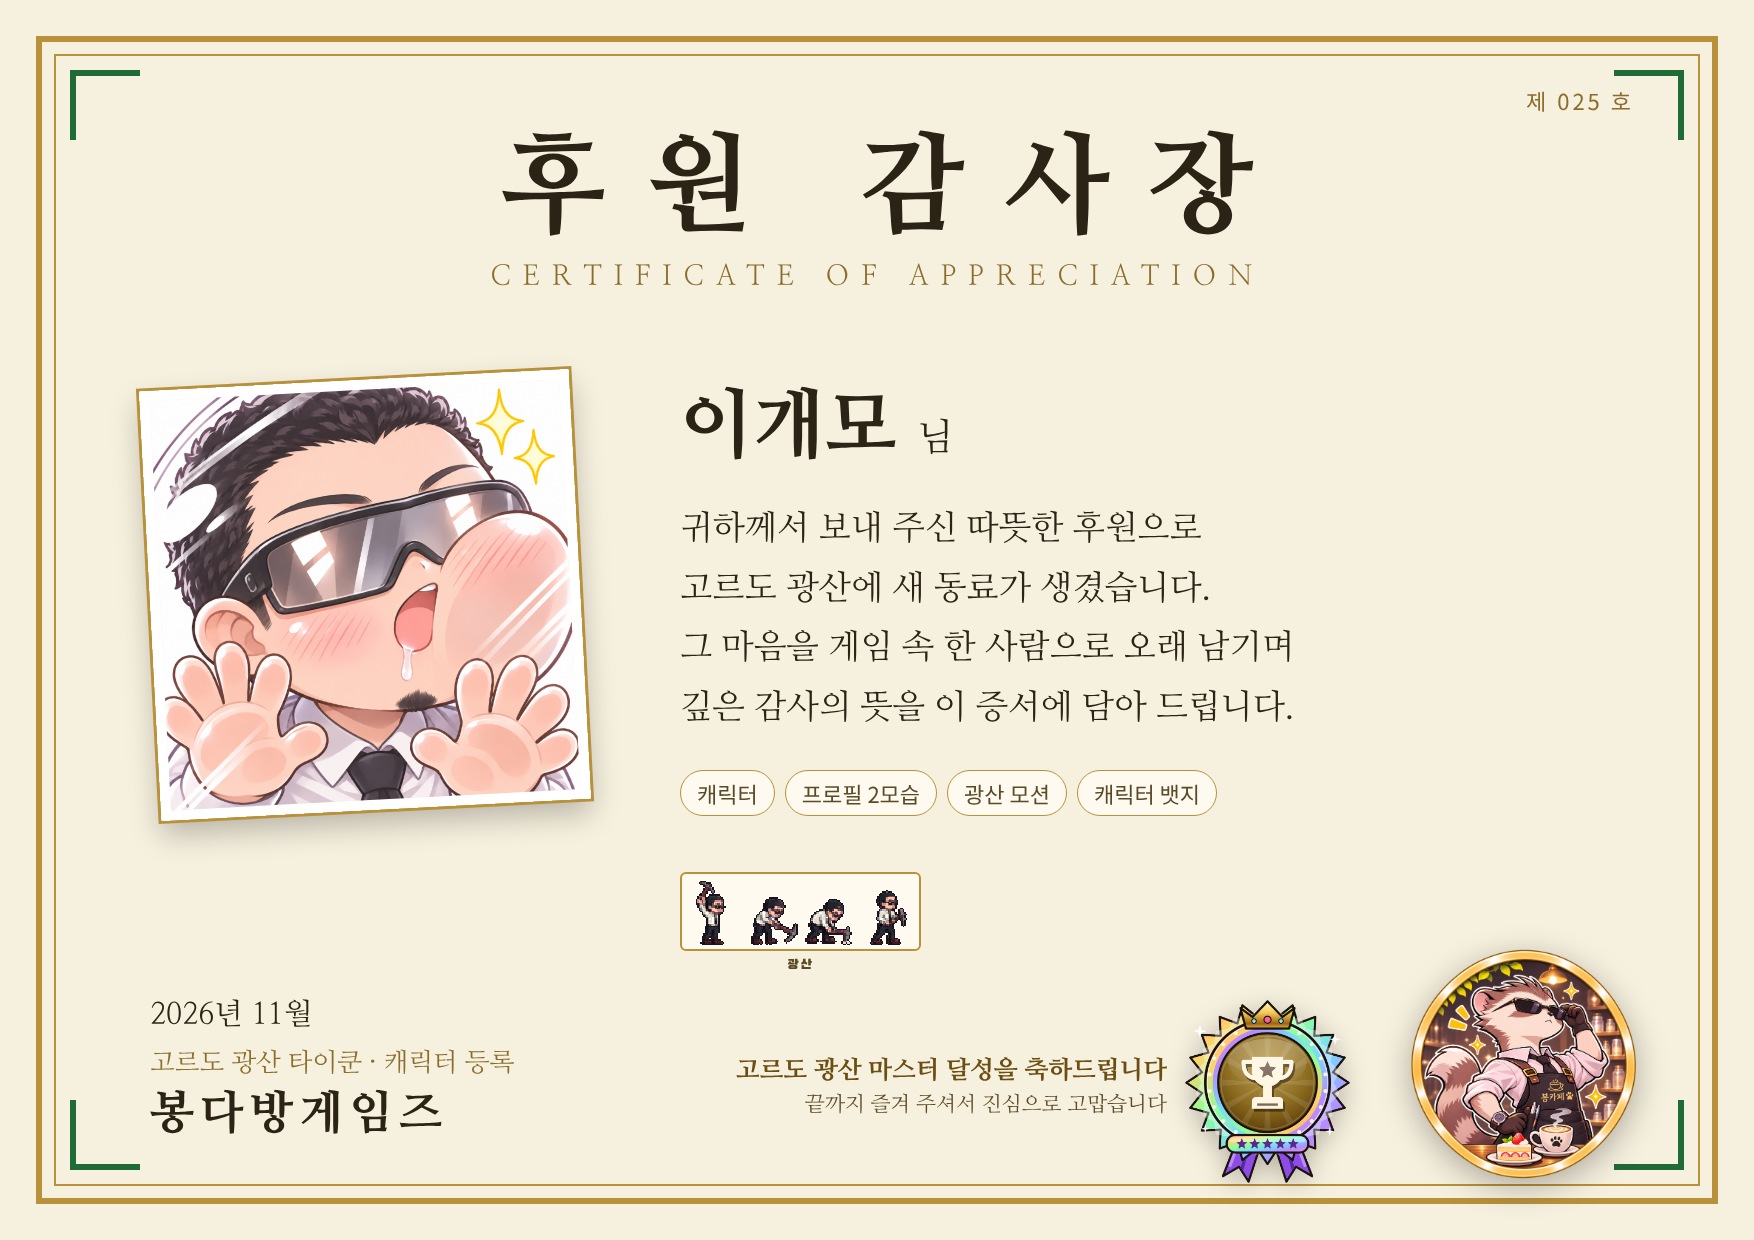 제 025 호
후원 감사장
CERTIFICATE OF APPRECIATION
이개모 님
귀하께서 보내 주신 따뜻한 후원으로
고르도 광산에 새 동료가 생겼습니다.
그 마음을 게임 속 한 사람으로 오래 남기며
깊은 감사의 뜻을 이 증서에 담아 드립니다.
캐릭터 프로필 2모습 광산 모션 캐릭터 뱃지
광산
2026년 11월
고르도 광산 타이쿤 · 캐릭터 등록
봉다방게임즈
고르도 광산 마스터 달성을 축하드립니다
끝까지 즐겨 주셔서 진심으로 고맙습니다
봉카페